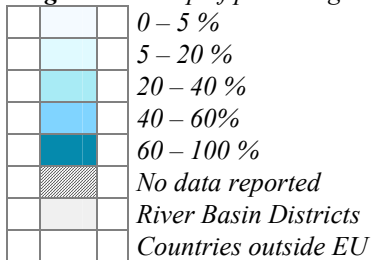 0 – 5 %
5 – 20 %
20 – 40 %
40 – 60%
60 – 100 %
No data reported
River Basin Districts
Countries outside EU